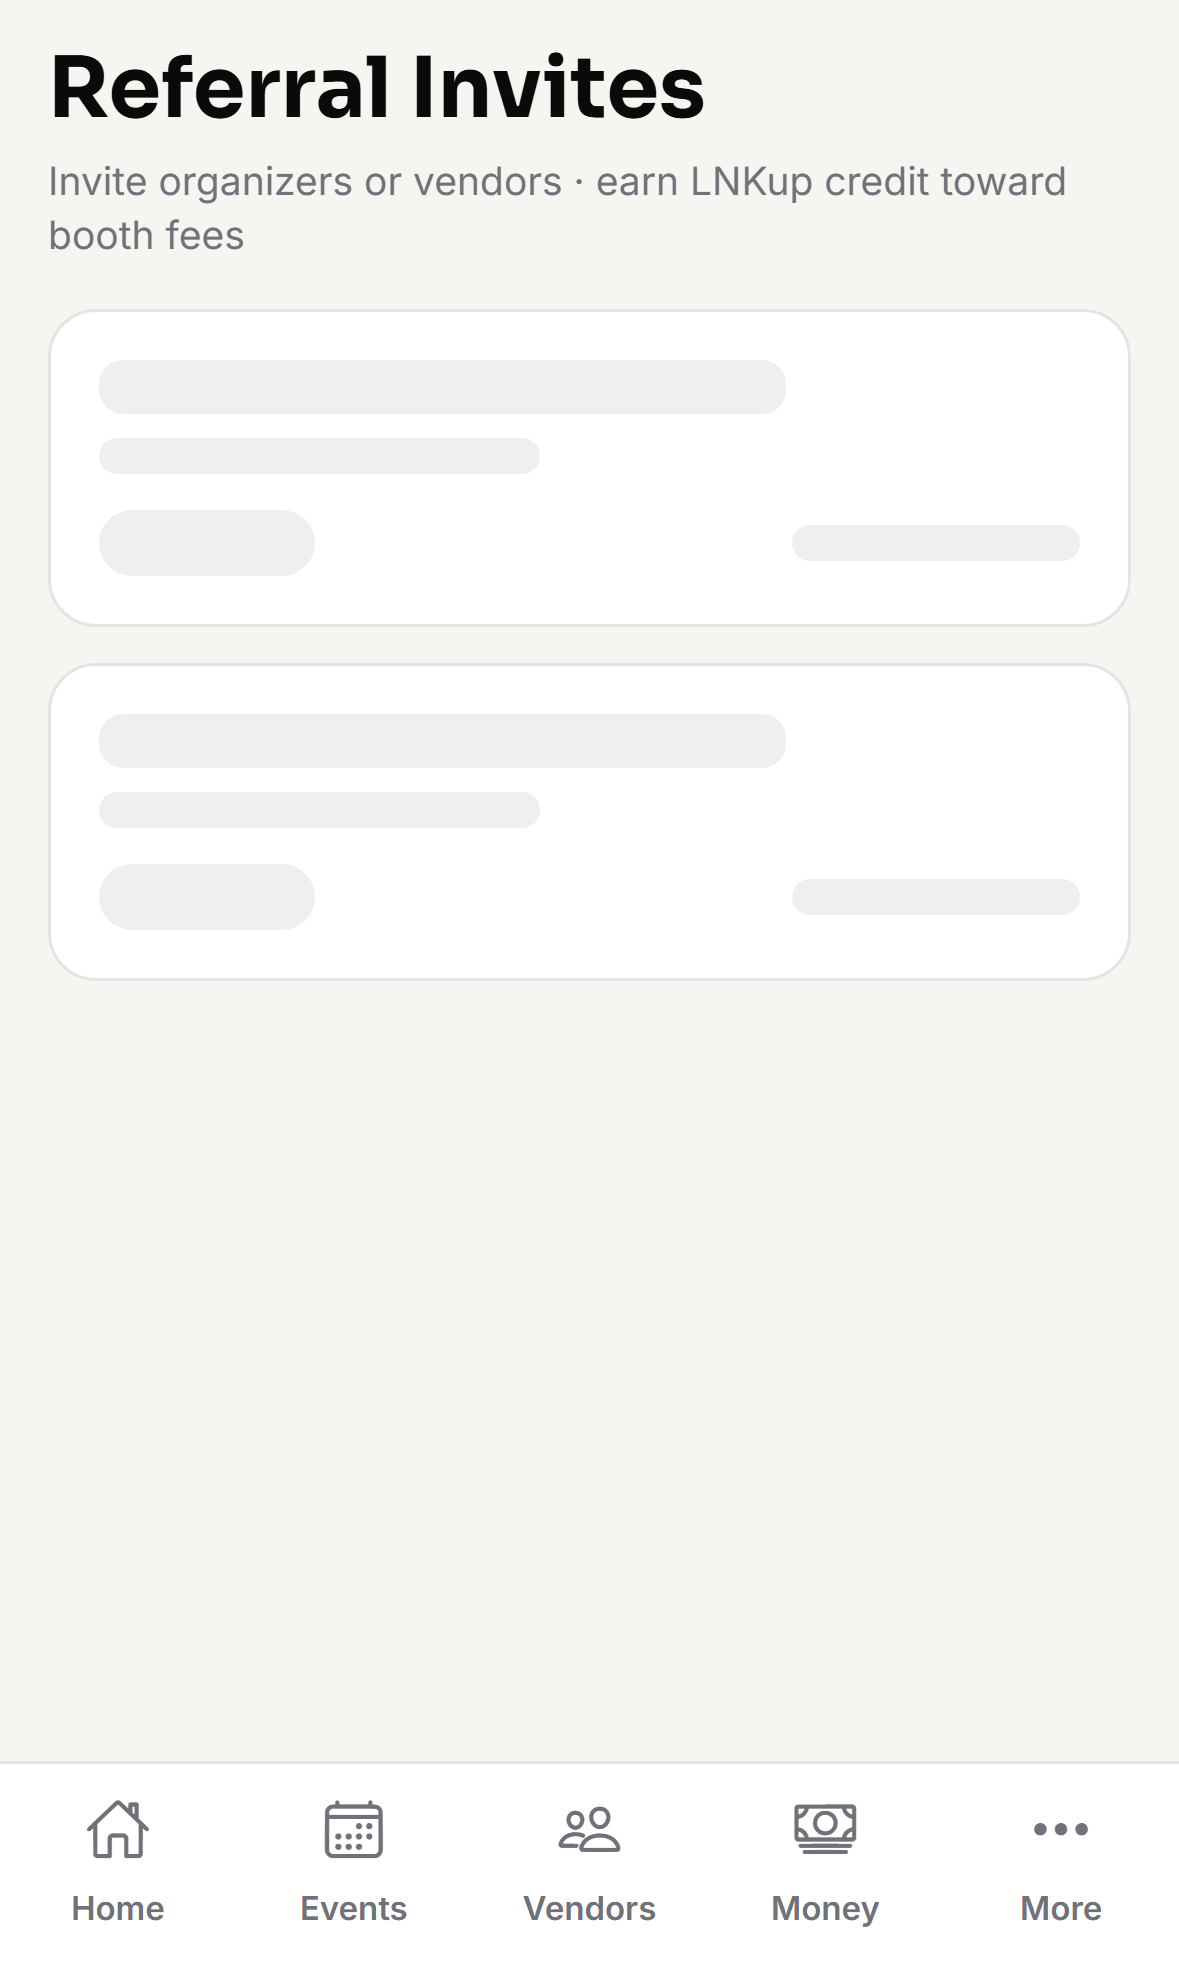 Referral Invites
Invite organizers or vendors · earn LNKup credit toward
booth fees
Home
Events
Vendors
Money
More